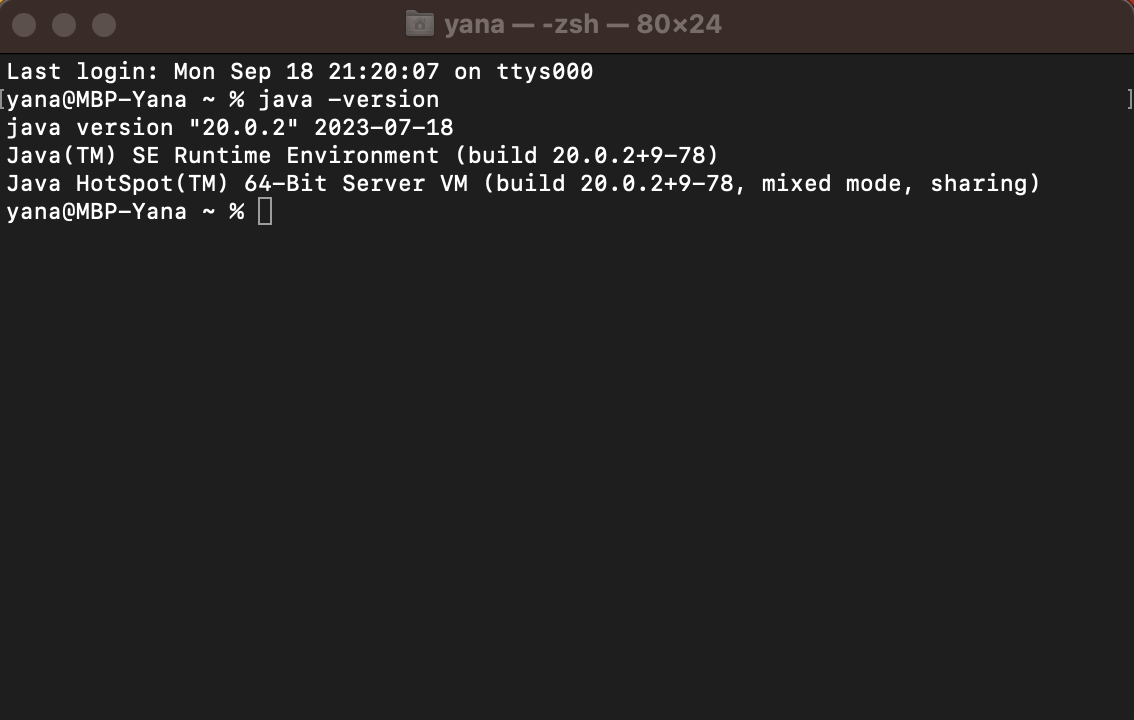 yana — -zsh — 80×24
Last login: Mon Sep 18 21:20:07 on ttys000
[yana@MBP-Yana ~ % java -version ]
java version "20.0.2" 2023-07-18
Java(TM) SE Runtime Environment (build 20.0.2+9-78)
Java HotSpot(TM) 64-Bit Server VM (build 20.0.2+9-78, mixed mode, sharing)
yana@MBP-Yana ~ %